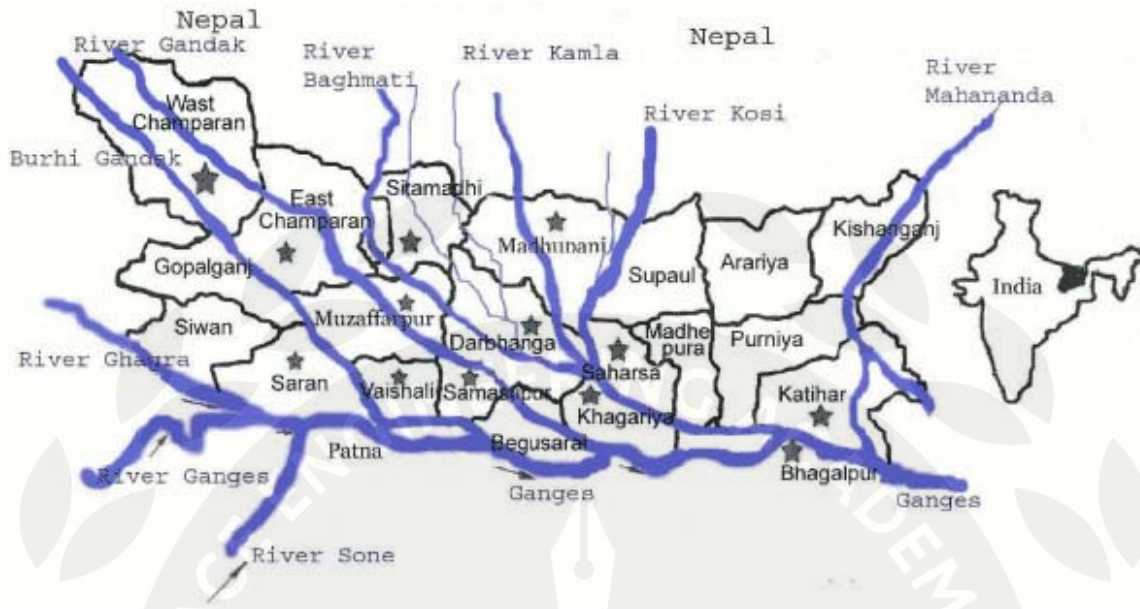 Nepal
River Gandak
River
Baghmati
River Kamla
Nepal
River
Mahananda
River Kosi
Wast
Champaran
Burhi Gandak
East
Champaran
Sitamadhi
Madhunani
Kishanganj
Gopalganj
Supaul
Arariya
India
Siwan
Muzaffarpur
Darbhanga
Madhe
pura
Purniya
River Ghagra
Saran
Vaishali
Samastipur
Saharsa
Khagariya
Katihar
Patna
Begusarai
Bhagalpur
River Ganges
Ganges
Ganges
River Sone